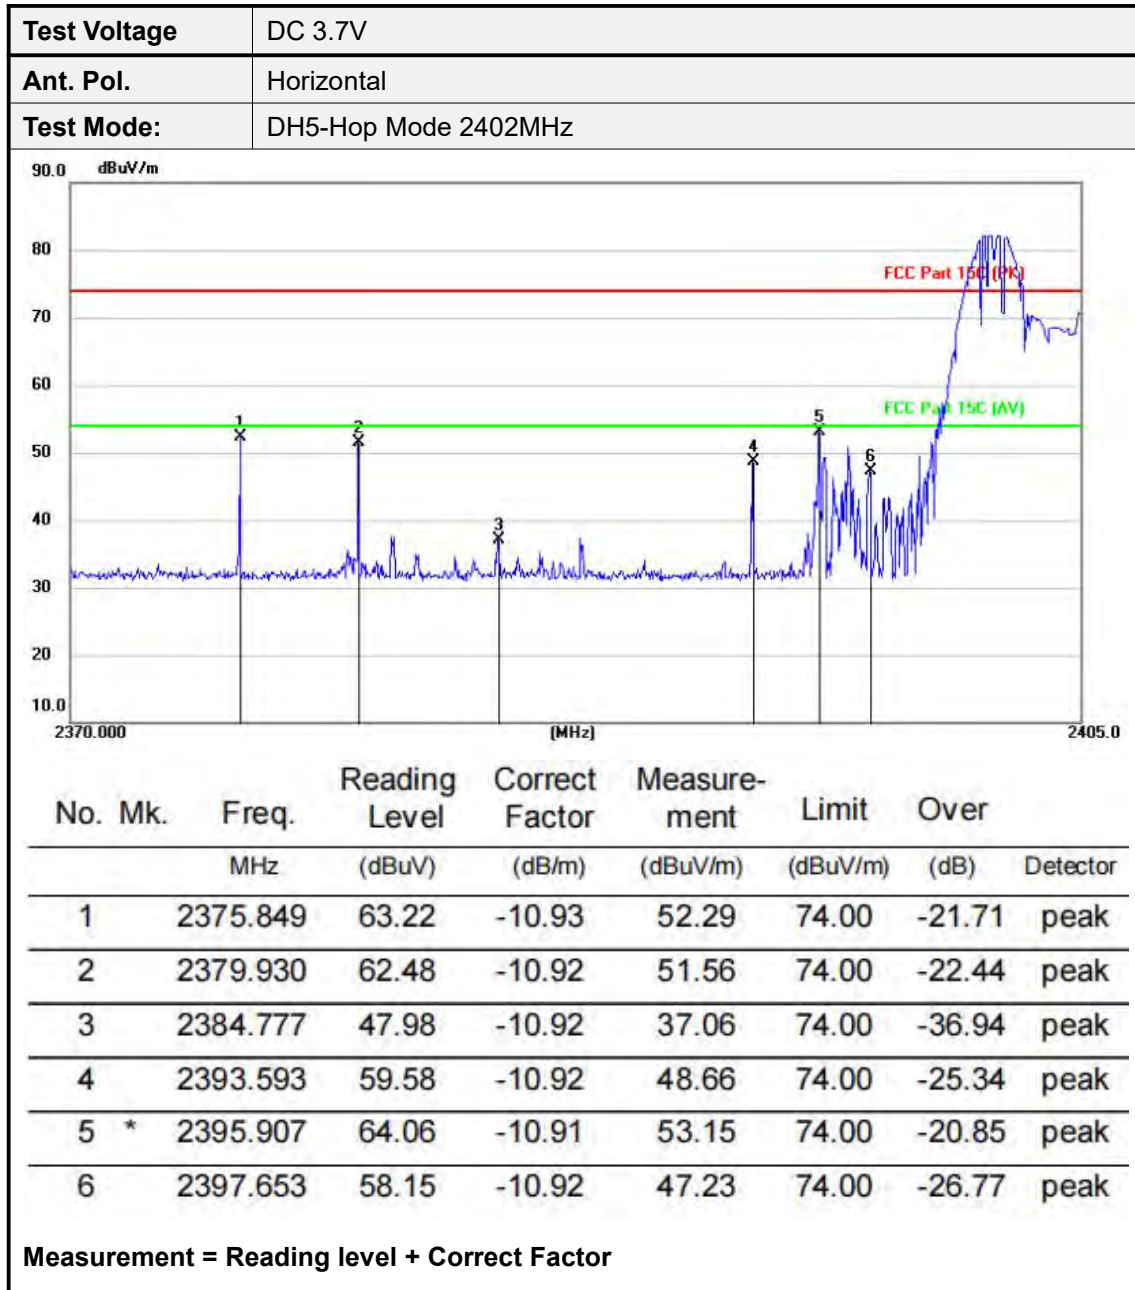 Test Voltage DC 3.7V
Ant. Pol. Horizontal
Test Mode: DH5-Hop Mode 2402MHz
90.0 dBuV/m
80
FCC Part 15C (PK)
70
60
FCC Part 15C (AV)
50
40
30
20
10.0
1
2
3
4
5
6
2370.000 (MHz) 2405.0
No. Mk. Freq. Reading Level Correct Factor Measure-ment Limit Over
MHz (dBuV) (dB/m) (dBuV/m) (dBuV/m) (dB) Detector
1 2375.849 63.22 -10.93 52.29 74.00 -21.71 peak
2 2379.930 62.48 -10.92 51.56 74.00 -22.44 peak
3 2384.777 47.98 -10.92 37.06 74.00 -36.94 peak
4 2393.593 59.58 -10.92 48.66 74.00 -25.34 peak
5 * 2395.907 64.06 -10.91 53.15 74.00 -20.85 peak
6 2397.653 58.15 -10.92 47.23 74.00 -26.77 peak
Measurement = Reading level + Correct Factor